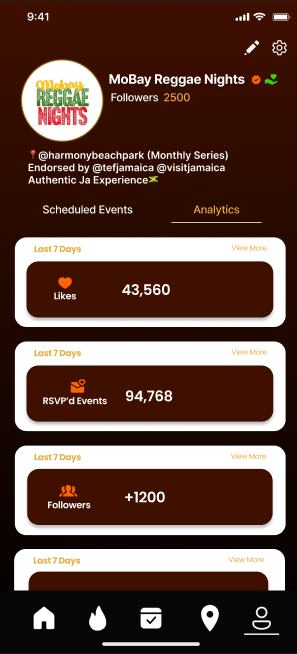 9:41
Mobay
REGGAE
NIGHTS
MoBay Reggae Nights
Followers 2500
📍@harmonybeachpark (Monthly Series)
Endorsed by @tefjamaica @visitjamaica
Authentic Ja Experience🇯🇲
Scheduled Events Analytics
Last 7 Days View More
Likes 43,560
Last 7 Days View More
RSVP'd Events 94,768
Last 7 Days View More
Followers +1200
Last 7 Days View More